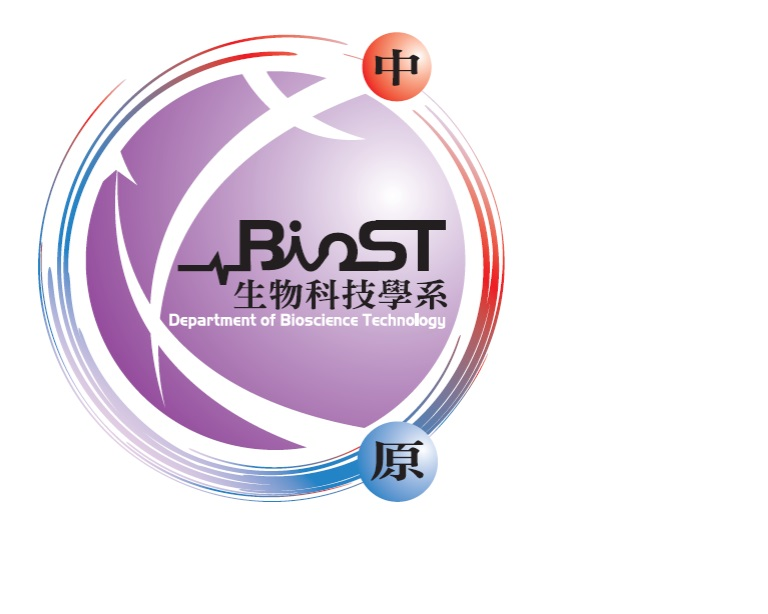 中
BioST
生物科技學系
Department of Bioscience Technology
原